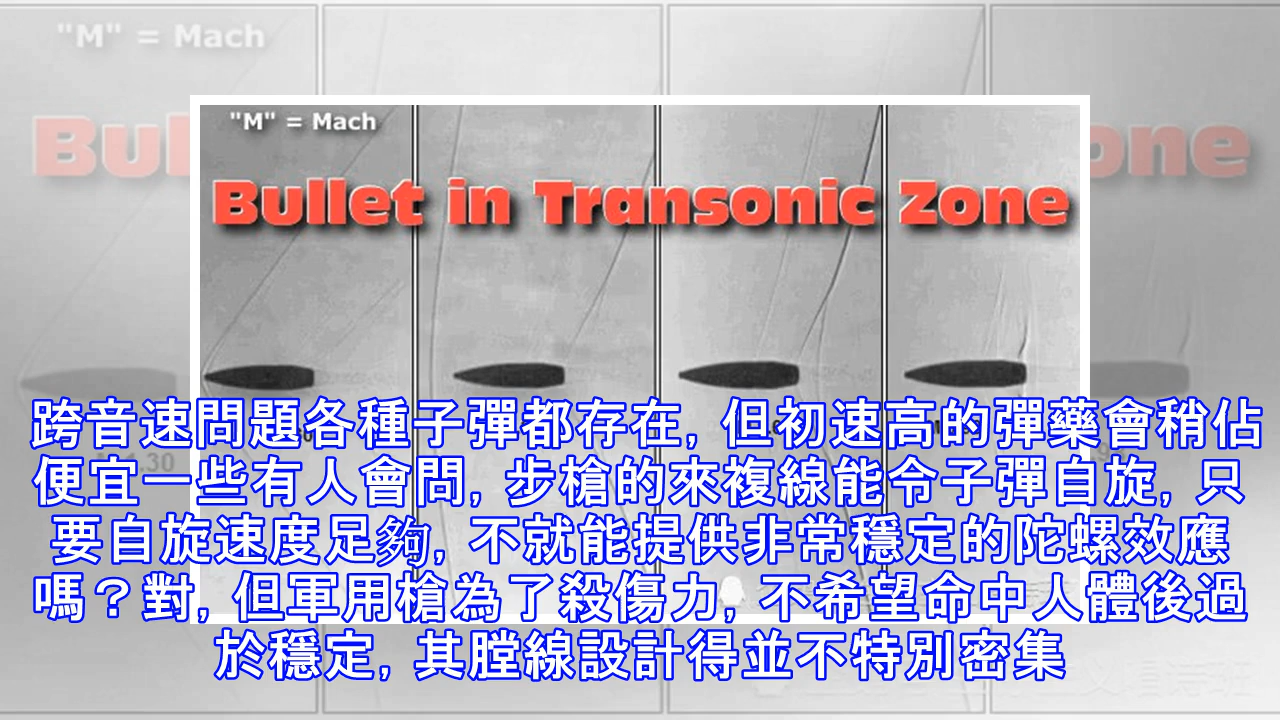 "M" = Mach
"M" = Mach
Bullet in Transonic Zone
跨音速問題各種子彈都存在, 但初速高的彈藥會稍佔
便宜一些有人會問, 步槍的來複線能令子彈自旋, 只
要自旋速度足夠, 不就能提供非常穩定的陀螺效應
嗎？對, 但軍用槍為了殺傷力, 不希望命中人體後過
於穩定, 其膛線設計得並不特別密集